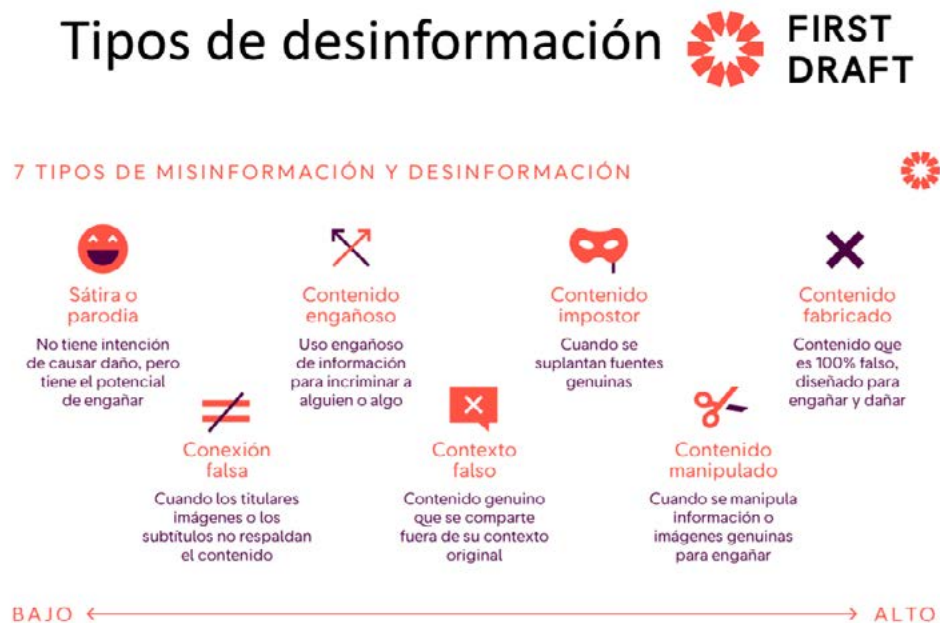 Tipos de desinformación
FIRST
DRAFT
7 TIPOS DE MISINFORMACIÓN Y DESINFORMACIÓN
Sátira o
parodia
No tiene intención
de causar daño, pero
tiene el potencial
de engañar
Conexión
falsa
Cuando los titulares
imágenes o los
subtítulos no respaldan
el contenido
Contenido
engañoso
Uso engañoso
de información
para incriminar a
alguien o algo
Contexto
falso
Contenido genuino
que se comparte
fuera de su contexto
original
Contenido
impostor
Cuando se
suplantan fuentes
genuinas
Contenido
manipulado
Cuando se manipula
información o
imágenes genuinas
para engañar
Contenido
fabricado
Contenido que
es 100% falso,
diseñado para
engañar y dañar
BAJO
ALTO